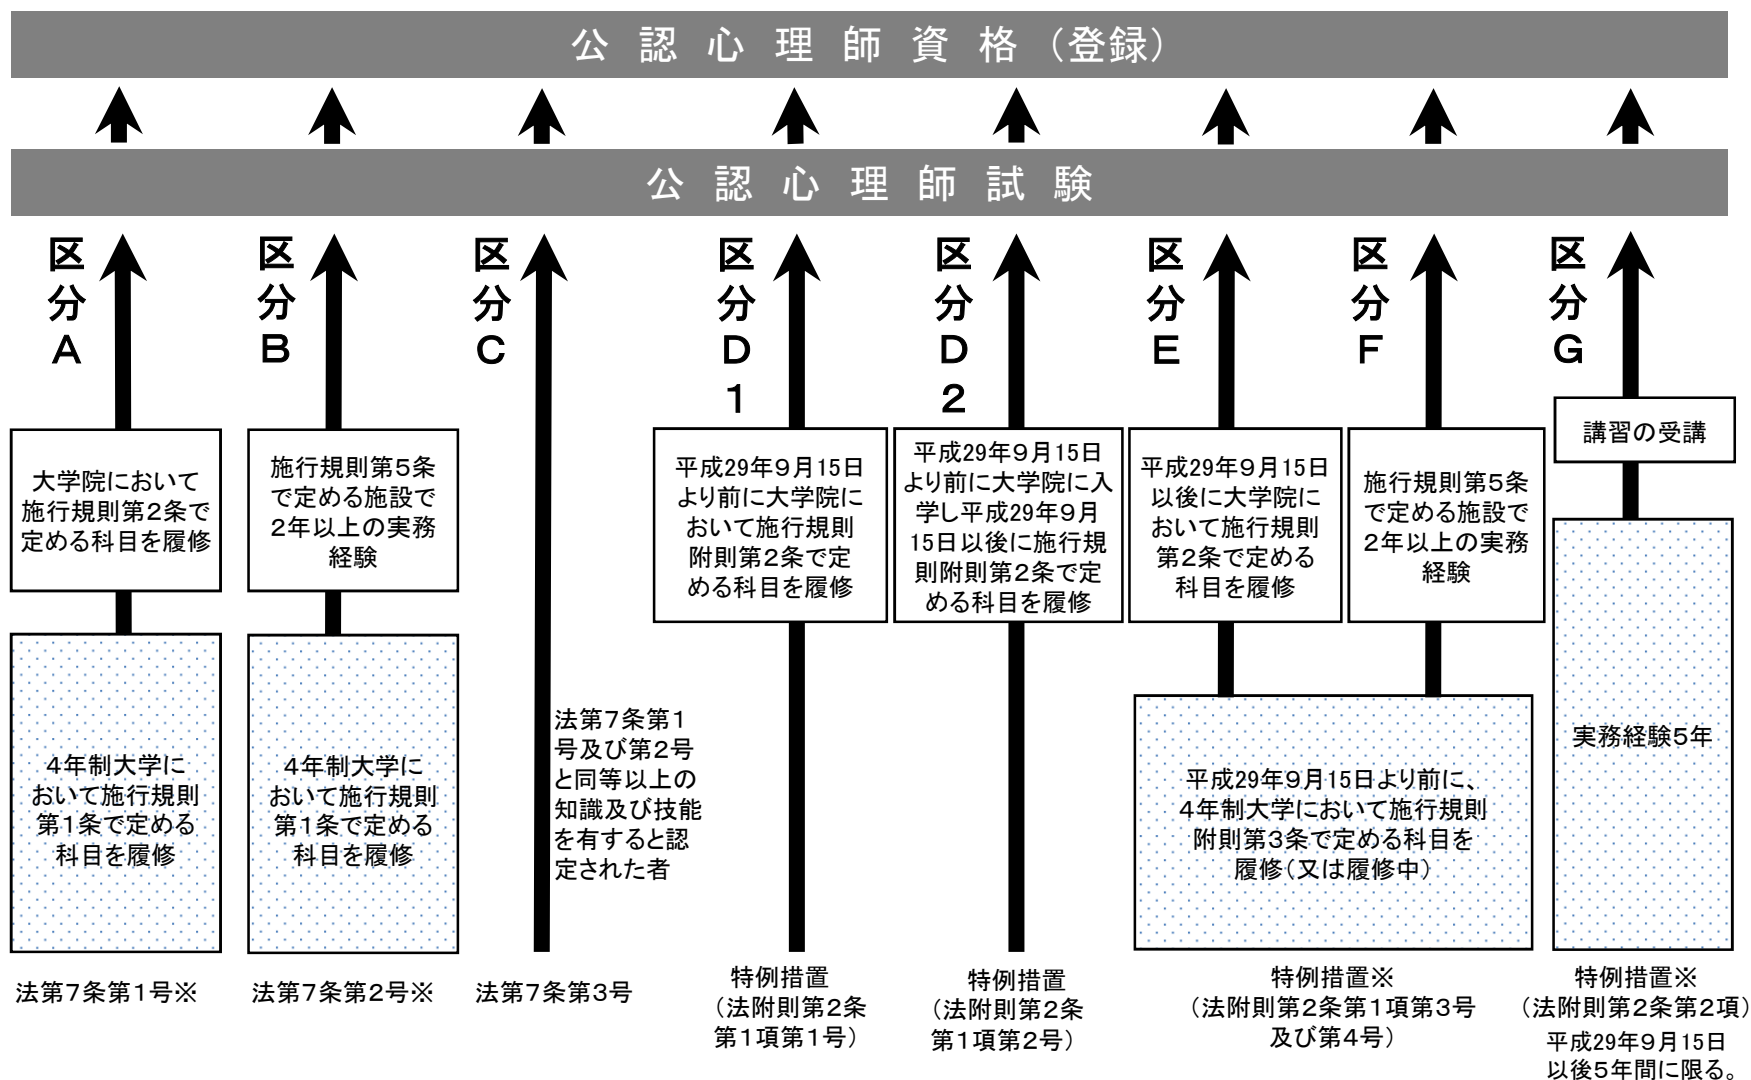 公認心理師資格（登録）
公認心理師試験
区分A
区分B
区分C
区分D1
区分D2
区分E
区分F
区分G
大学院において
施行規則第２条で
定める科目を履修
施行規則第５条
で定める施設で
２年以上の実務
経験
平成29年９月15日
より前に大学院に
おいて施行規則
附則第２条で定
める科目を履修
平成29年９月15日
より前に大学院に入
学し平成29年９月
15日以後に施行規
則附則第２条で定
める科目を履修
平成29年９月15日
以後に大学院に
おいて施行規則
第２条で定める
科目を履修
施行規則第５条
で定める施設で
２年以上の実務
経験
講習の受講
４年制大学に
おいて施行規則
第１条で定める
科目を履修
４年制大学に
おいて施行規則
第１条で定める
科目を履修
法第７条第１
号及び第２号
と同等以上の
知識及び技能
を有すると認
定された者
平成29年９月15日より前に、
４年制大学において施行規則
附則第３条で定める科目を
履修（又は履修中）
実務経験５年
法第７条第１号※
法第７条第２号※
法第７条第３号
特例措置
（法附則第２条
第１項第１号）
特例措置
（法附則第２条
第１項第２号）
特例措置※
（法附則第２条第１項第３号
及び第４号）
特例措置※
（法附則第２条第２項）
平成29年９月15日
以後５年間に限る。